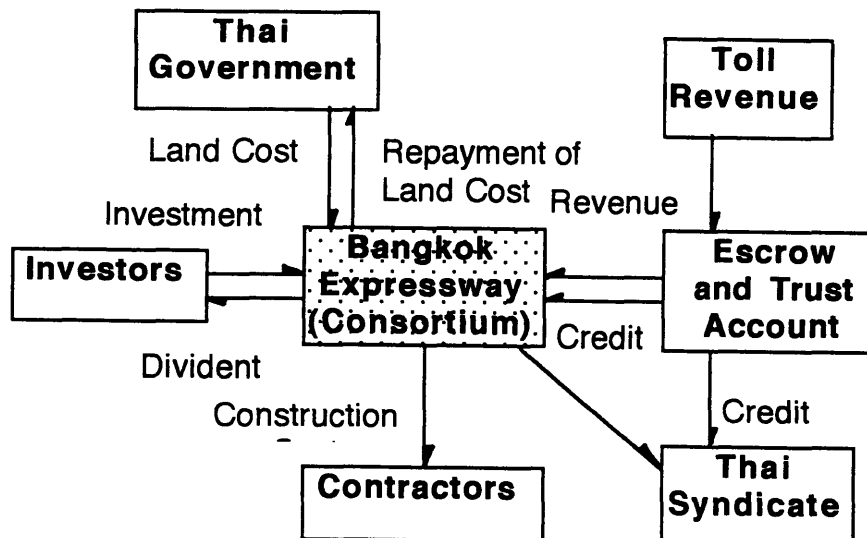 Thai
Government
Toll
Revenue
Land Cost
Repayment of
Land Cost
Investment
Revenue
Investors
Bangkok
Expressway
(Consortium)
Escrow
and Trust
Account
Divident
Credit
Construction
Credit
Contractors
Thai
Syndicate